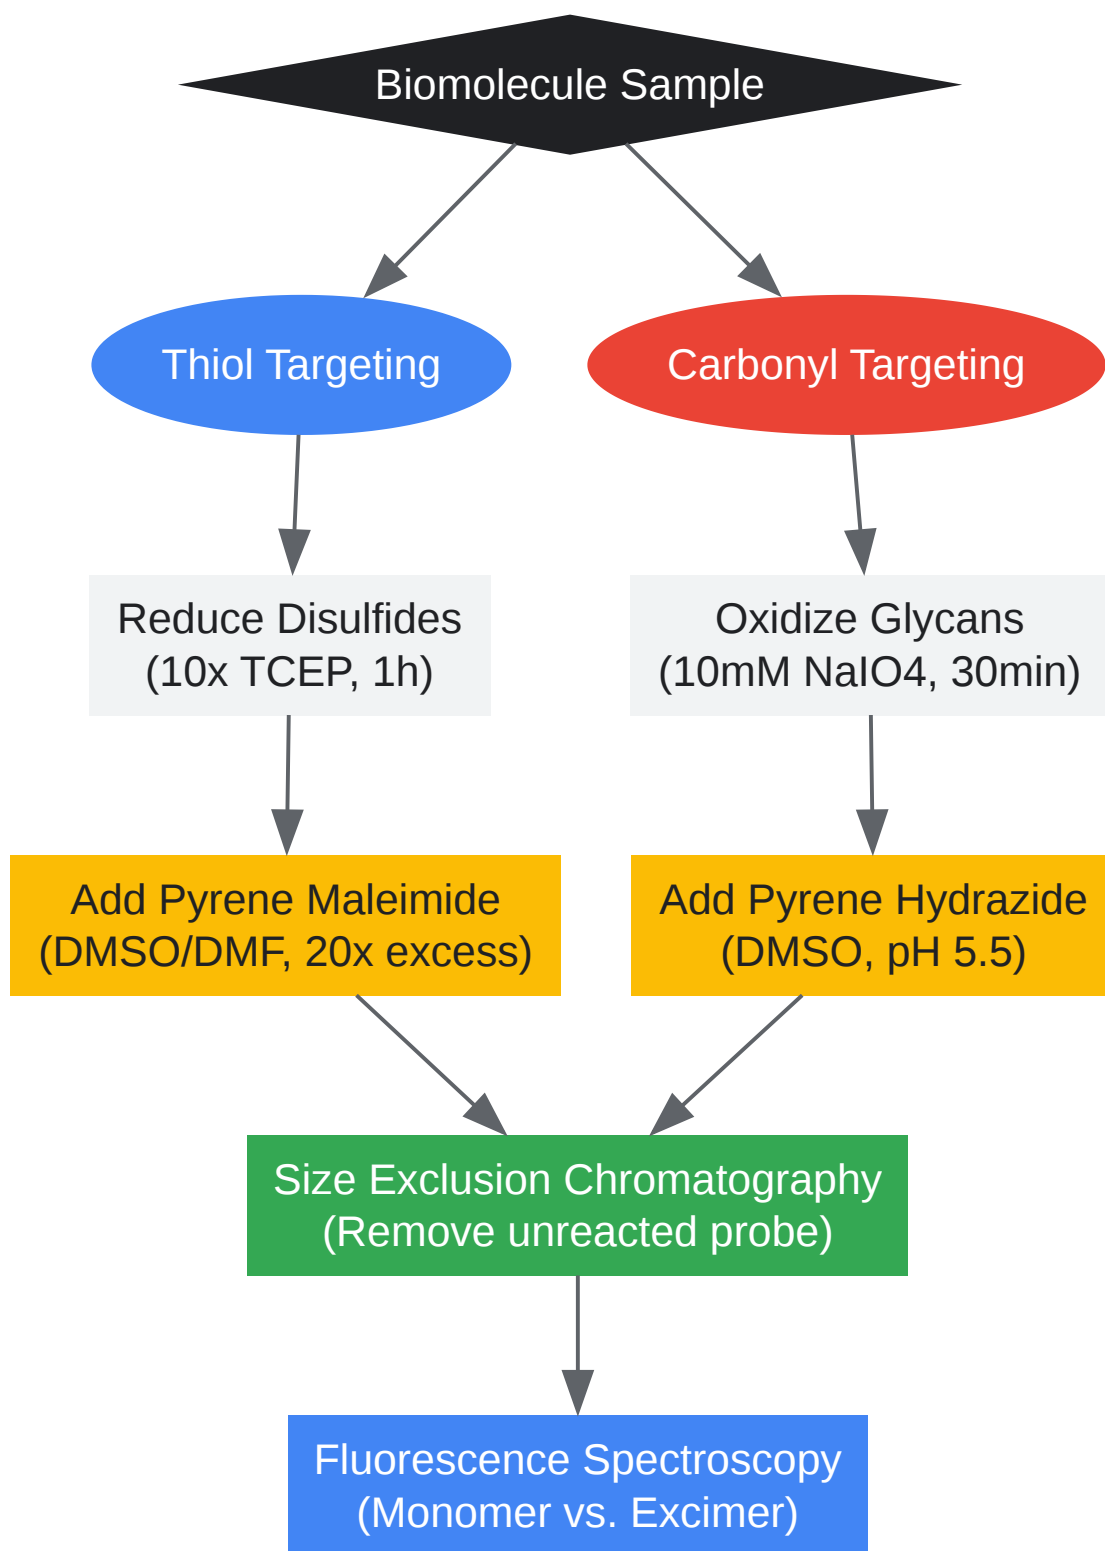 Biomolecule Sample
Thiol Targeting
Carbonyl Targeting
Reduce Disulfides
(10x TCEP, 1h)
Oxidize Glycans
(10mM NaIO4, 30min)
Add Pyrene Maleimide
(DMSO/DMF, 20x excess)
Add Pyrene Hydrazide
(DMSO, pH 5.5)
Size Exclusion Chromatography
(Remove unreacted probe)
Fluorescence Spectroscopy
(Monomer vs. Excimer)